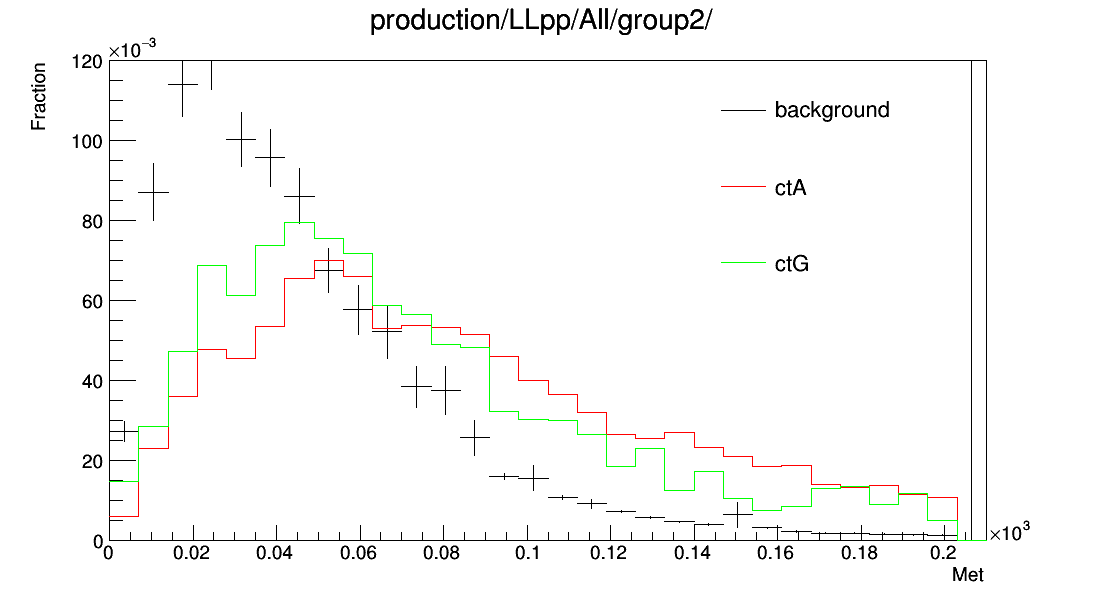 production/LLpp/All/group2/
×10⁻³
Fraction
120
100
80
60
40
20
0
background
ctA
ctG
0 0.02 0.04 0.06 0.08 0.1 0.12 0.14 0.16 0.18 0.2
×10³
Met